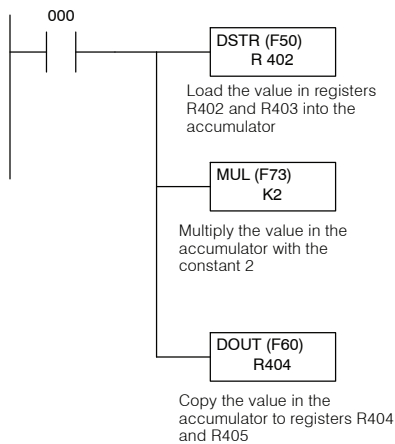 000
DSTR (F50)
R 402
Load the value in registers
R402 and R403 into the
accumulator
MUL (F73)
K2
Multiply the value in the
accumulator with the
constant 2
DOUT (F60)
R404
Copy the value in the
accumulator to registers R404
and R405